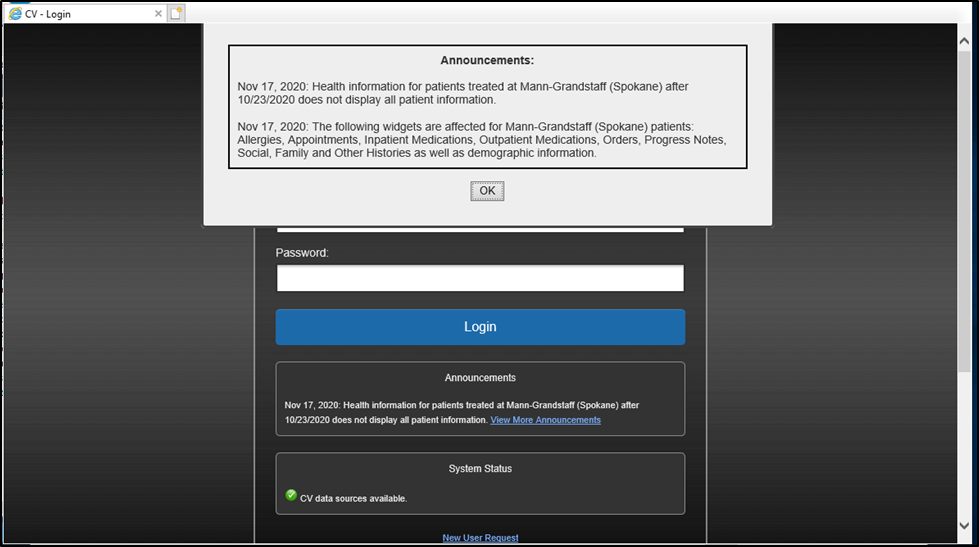 CV - Login
Announcements:
Nov 17, 2020: Health information for patients treated at Mann-Grandstaff (Spokane) after
10/23/2020 does not display all patient information.
Nov 17, 2020: The following widgets are affected for Mann-Grandstaff (Spokane) patients:
Allergies, Appointments, Inpatient Medications, Outpatient Medications, Orders, Progress Notes,
Social, Family and Other Histories as well as demographic information.
OK
Password:
Login
Announcements
Nov 17, 2020: Health information for patients treated at Mann-Grandstaff (Spokane) after
10/23/2020 does not display all patient information. View More Announcements
System Status
CV data sources available.
New User Request